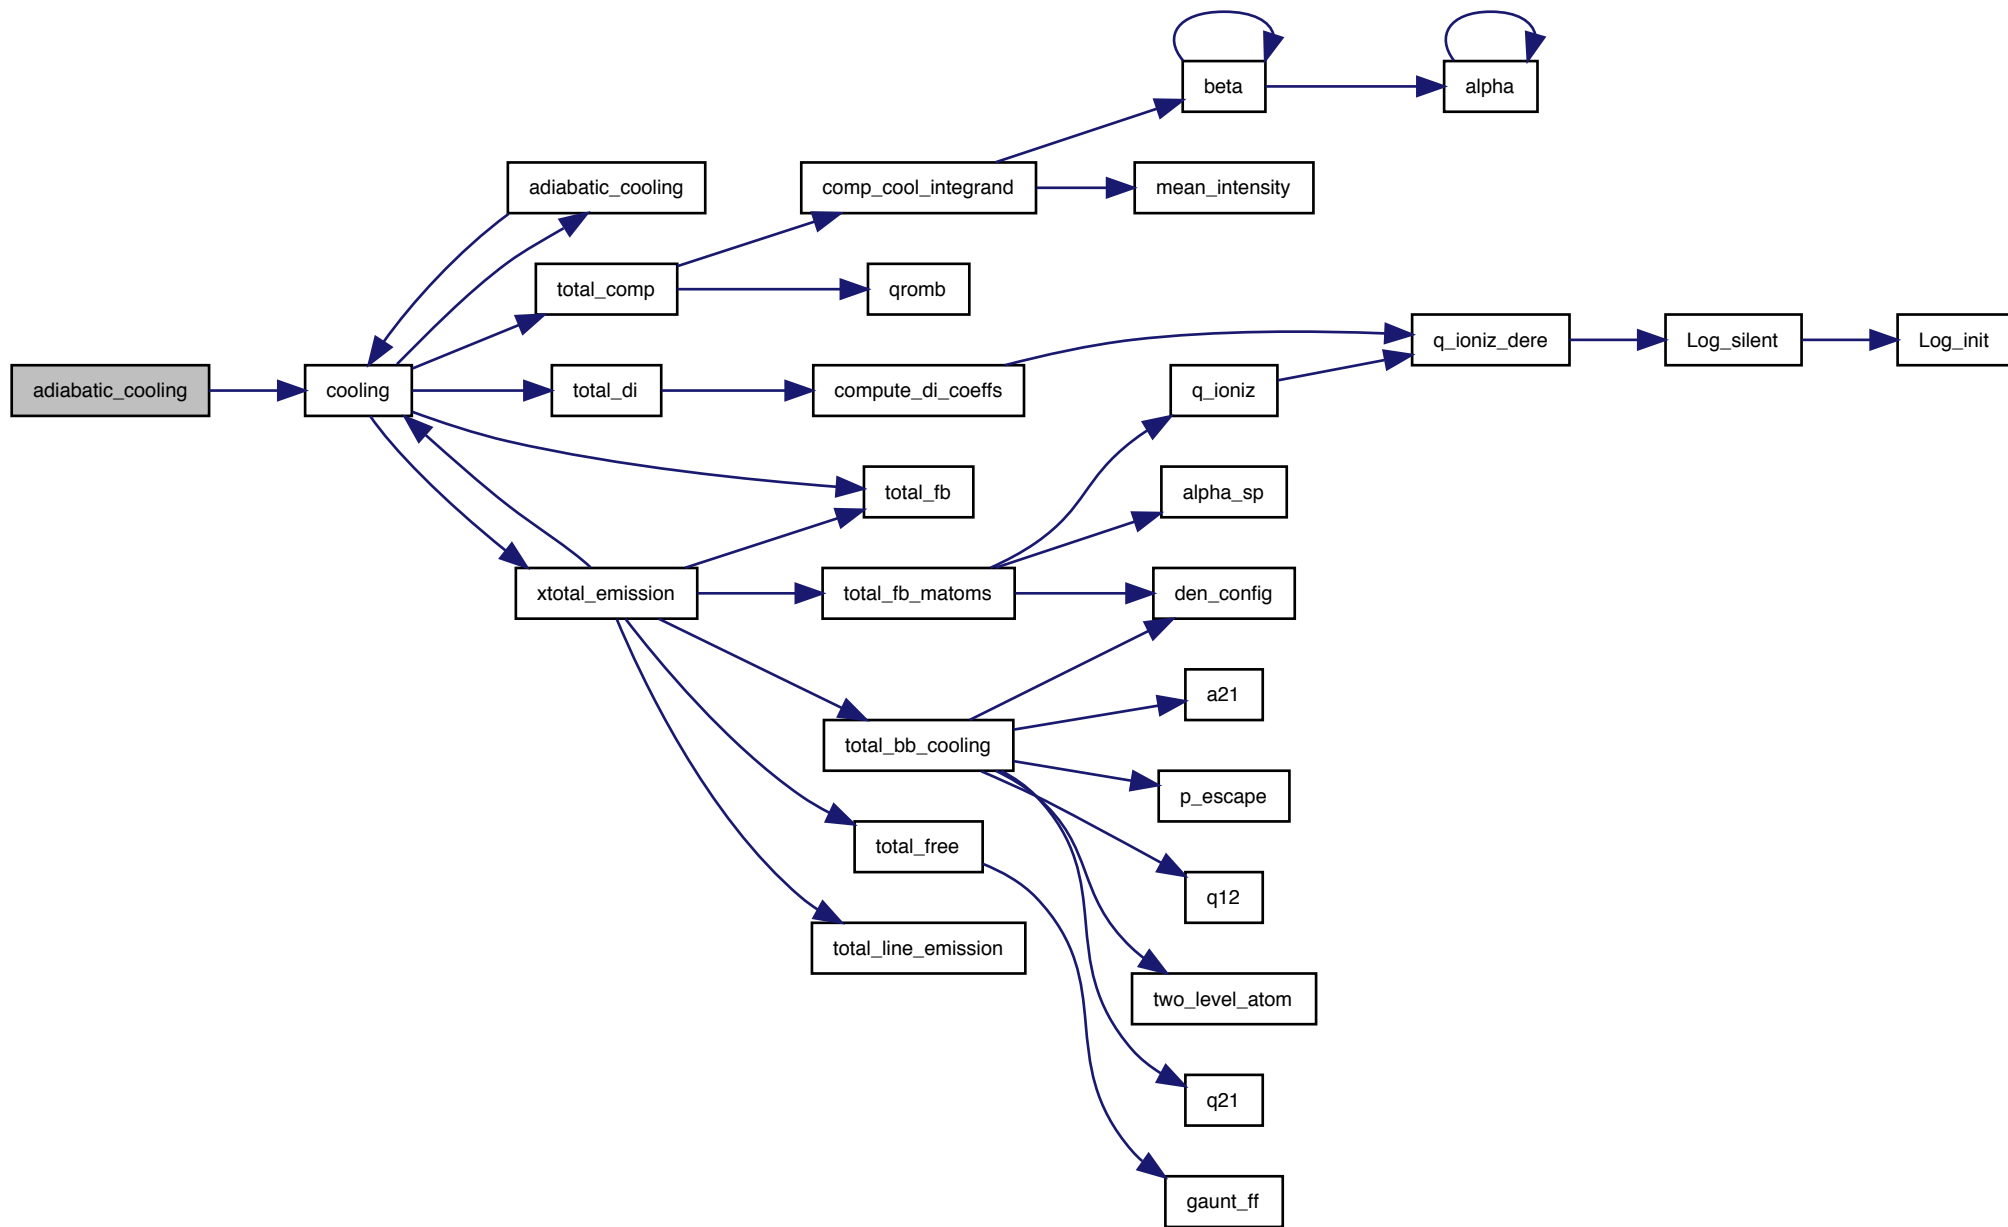 beta
alpha
adiabatic_cooling
comp_cool_integrand
mean_intensity
total_comp
qromb
q_ioniz_dere
Log_silent
Log_init
adiabatic_cooling
cooling
total_di
compute_di_coeffs
q_ioniz
total_fb
alpha_sp
xtotal_emission
total_fb_matoms
den_config
a21
total_bb_cooling
p_escape
total_free
q12
total_line_emission
two_level_atom
q21
gaunt_ff